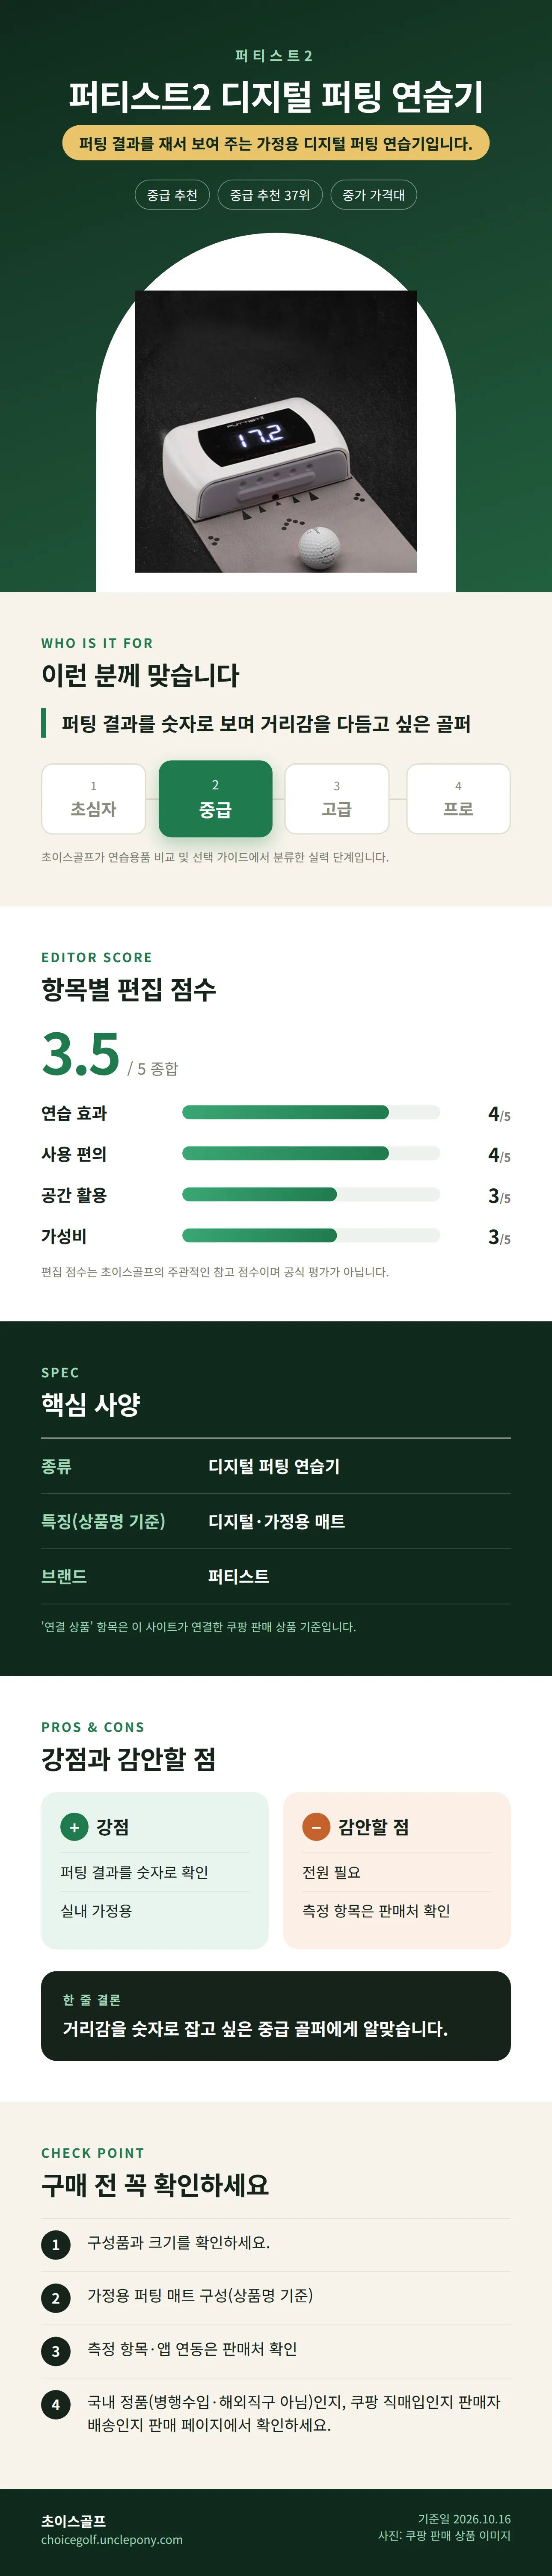 퍼티스트2
퍼티스트2 디지털 퍼팅 연습기
퍼팅 결과를 재서 보여 주는 가정용 디지털 퍼팅 연습기입니다.
중급 추천
중급 추천 37위
중가 가격대
17.2
WHO IS IT FOR
이런 분께 맞습니다
퍼팅 결과를 숫자로 보며 거리감을 다듬고 싶은 골퍼
1
초심자
2
중급
3
고급
4
프로
초이스골프가 연습용품 비교 및 선택 가이드에서 분류한 실력 단계입니다.
EDITOR SCORE
항목별 편집 점수
3.5 / 5 종합
연습 효과 4/5
사용 편의 4/5
공간 활용 3/5
가성비 3/5
편집 점수는 초이스골프의 주관적인 참고 점수이며 공식 평가가 아닙니다.
SPEC
핵심 사양
종류 디지털 퍼팅 연습기
특징(상품명 기준) 디지털·가정용 매트
브랜드 퍼티스트
'연결 상품' 항목은 이 사이트가 연결한 쿠팡 판매 상품 기준입니다.
PROS & CONS
강점과 감안할 점
+ 강점
퍼팅 결과를 숫자로 확인
실내 가정용
− 감안할 점
전원 필요
측정 항목은 판매처 확인
한 줄 결론
거리감을 숫자로 잡고 싶은 중급 골퍼에게 알맞습니다.
CHECK POINT
구매 전 꼭 확인하세요
1 구성품과 크기를 확인하세요.
2 가정용 퍼팅 매트 구성(상품명 기준)
3 측정 항목·앱 연동은 판매처 확인
4 국내 정품(병행수입·해외직구 아님)인지, 쿠팡 직매입인지 판매자
배송인지 판매 페이지에서 확인하세요.
초이스골프
choicegolf.unclepony.com
기준일 2026.10.16
사진: 쿠팡 판매 상품 이미지